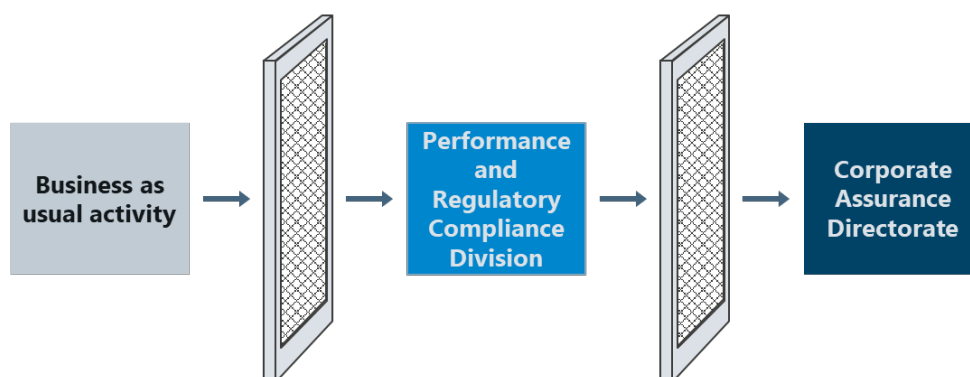 Business as
usual activity
Performance
and
Regulatory
Compliance
Division
Corporate
Assurance
Directorate